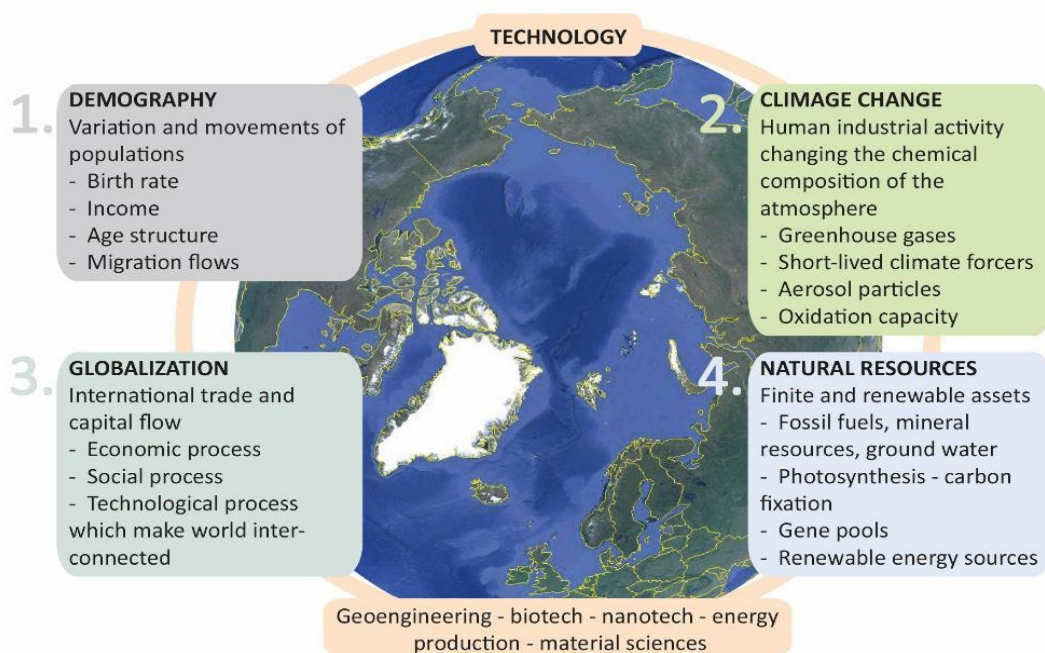 TECHNOLOGY
1.
DEMOGRAPHY
Variation and movements of
populations
- Birth rate
- Income
- Age structure
- Migration flows
2.
CLIMAGE CHANGE
Human industrial activity
changing the chemical
composition of the
atmosphere
- Greenhouse gases
- Short-lived climate forcers
- Aerosol particles
- Oxidation capacity
3.
GLOBALIZATION
International trade and
capital flow
- Economic process
- Social process
- Technological process
which make world inter-
connected
4.
NATURAL RESOURCES
Finite and renewable assets
- Fossil fuels, mineral
resources, ground water
- Photosynthesis - carbon
fixation
- Gene pools
- Renewable energy sources
Geoengineering - biotech - nanotech - energy
production - material sciences